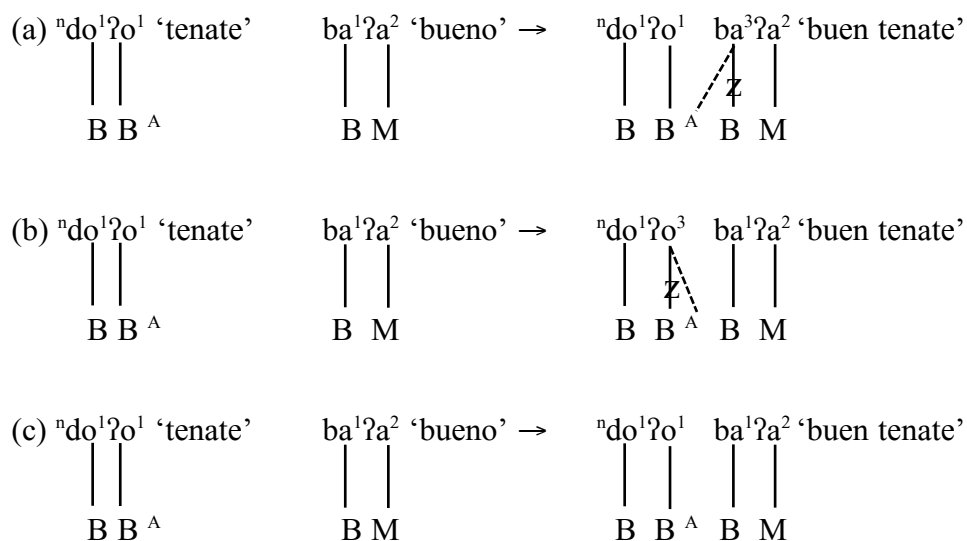 (a) ⁿdo¹ʔo¹ ‘tenate’ ba¹ʔa² ‘bueno’ → ⁿdo¹ʔo¹ ba³ʔa² ‘buen tenate’
z
B B ᴬ B M B B ᴬ B M
(b) ⁿdo¹ʔo¹ ‘tenate’ ba¹ʔa² ‘bueno’ → ⁿdo¹ʔo³ ba¹ʔa² ‘buen tenate’
z
B B ᴬ B M B B ᴬ B M
(c) ⁿdo¹ʔo¹ ‘tenate’ ba¹ʔa² ‘bueno’ → ⁿdo¹ʔo¹ ba¹ʔa² ‘buen tenate’
B B ᴬ B M B B ᴬ B M